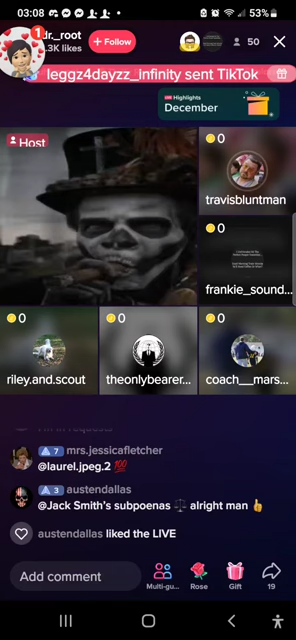 03:08
53%
dr._root
.3K likes
+ Follow
50
1
leggz4dayzz_infinity sent TikTok
LIVE Highlights
December
Host
0
travisbluntman
0
frankie_sound...
0
riley.and.scout
0
theonlybearer...
0
coach__mars...
7 mrs.jessicafletcher
@laurel.jpeg.2 💯
3 austendallas
@Jack Smith's subpoenas ⚖️ alright man 👍
austendallas liked the LIVE
Add comment
Multi-gu...
Rose
Gift
19